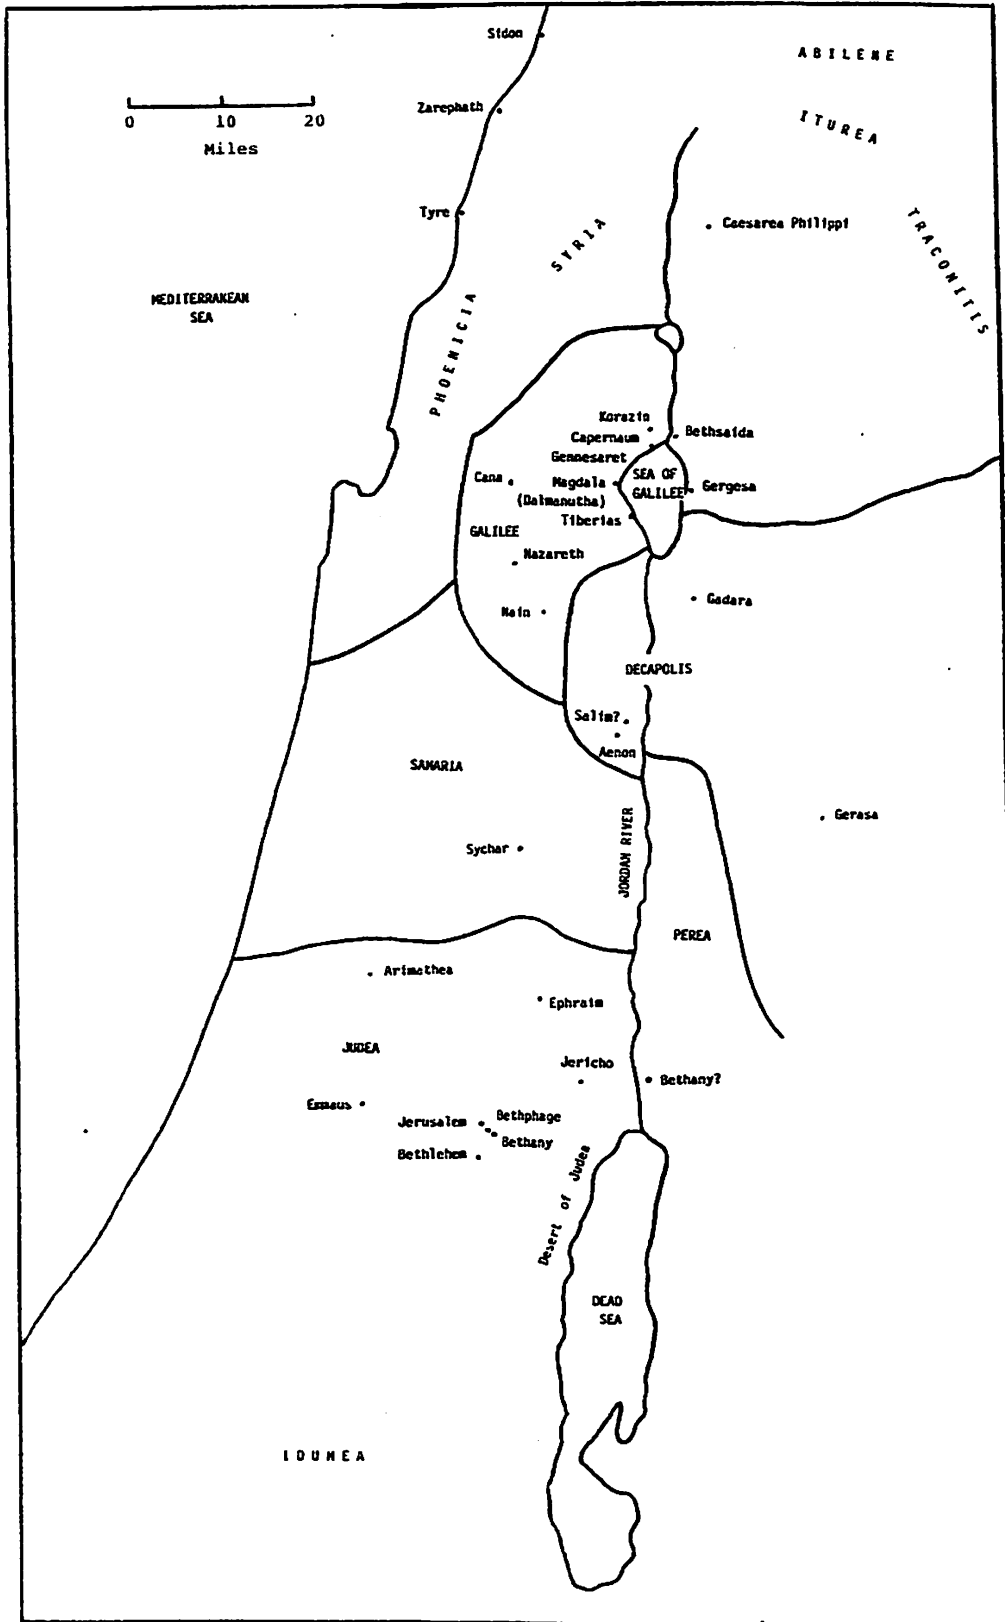 Sidon
ABILENE
Zarephath
0 10 20
Miles
ITUREA
Tyre
Caesarea Philippi
SYRIA
TRACONITIS
MEDITERRANEAN
SEA
PHOENICIA
Korazin
Capernaum
Bethsaida
Gennesaret
Cana
Magdala
(Dalmanutha)
SEA OF
GALILEE
Gergesa
Tiberias
GALILEE
Nazareth
Nain
Gadara
DECAPOLIS
Salim?
Aenon
SAMARIA
JORDAN RIVER
Gerasa
Sychar
PEREA
Arimathea
Ephraim
JUDEA
Jericho
Bethany?
Emmaus
Jerusalem
Bethphage
Bethany
Bethlehem
Desert of Judea
DEAD
SEA
IDUMEA